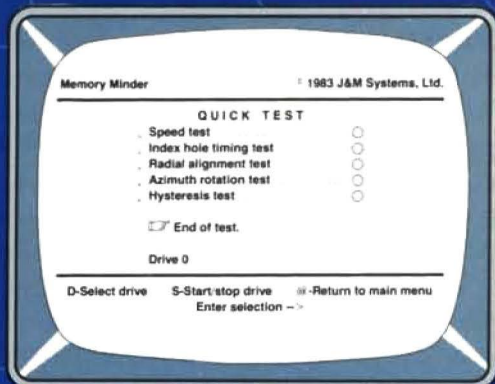 Memory Minder © 1983 J&M Systems, Ltd.
QUICK TEST
Speed test
Index hole timing test
Radial alignment test
Azimuth rotation test
Hysteresis test
End of test.
Drive 0
D-Select drive S-Start/stop drive -Return to main menu
Enter selection -->